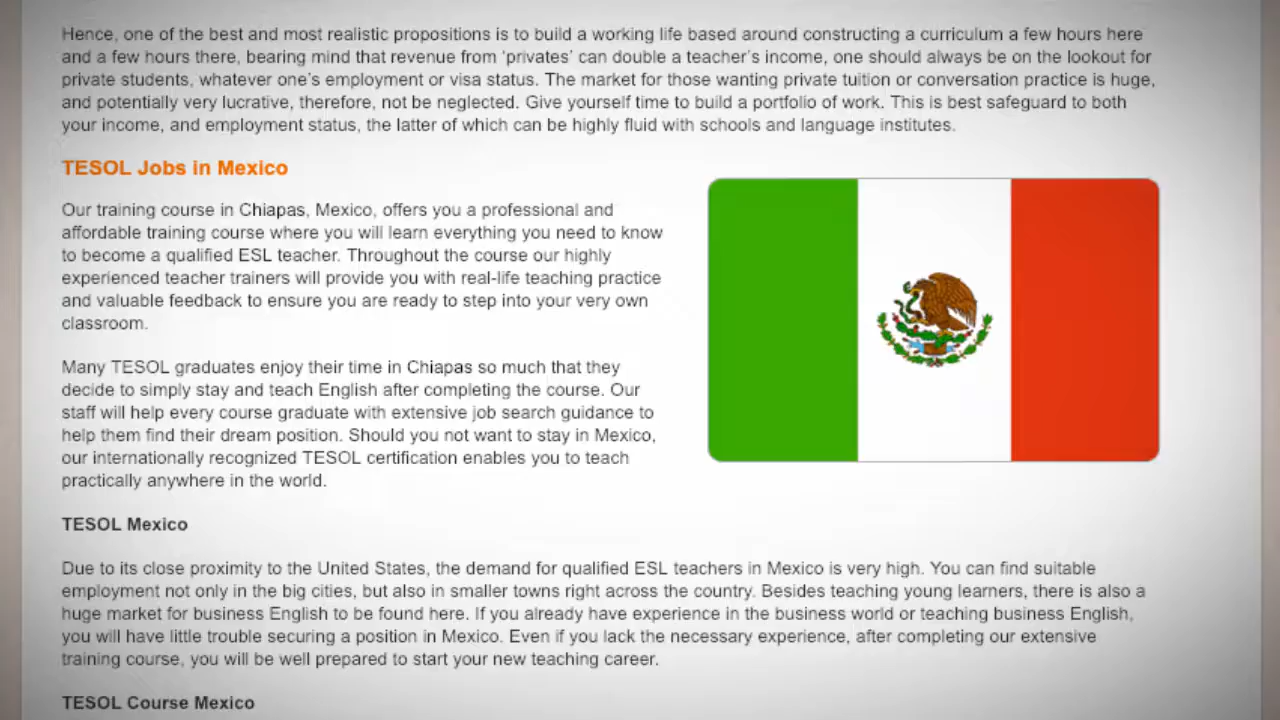 Hence, one of the best and most realistic propositions is to build a working life based around constructing a curriculum a few hours here
and a few hours there, bearing mind that revenue from ‘privates’ can double a teacher’s income, one should always be on the lookout for
private students, whatever one’s employment or visa status. The market for those wanting private tuition or conversation practice is huge,
and potentially very lucrative, therefore, not be neglected. Give yourself time to build a portfolio of work. This is best safeguard to both
your income, and employment status, the latter of which can be highly fluid with schools and language institutes.
TESOL Jobs in Mexico
Our training course in Chiapas, Mexico, offers you a professional and
affordable training course where you will learn everything you need to know
to become a qualified ESL teacher. Throughout the course our highly
experienced teacher trainers will provide you with real-life teaching practice
and valuable feedback to ensure you are ready to step into your very own
classroom.
Many TESOL graduates enjoy their time in Chiapas so much that they
decide to simply stay and teach English after completing the course. Our
staff will help every course graduate with extensive job search guidance to
help them find their dream position. Should you not want to stay in Mexico,
our internationally recognized TESOL certification enables you to teach
practically anywhere in the world.
TESOL Mexico
Due to its close proximity to the United States, the demand for qualified ESL teachers in Mexico is very high. You can find suitable
employment not only in the big cities, but also in smaller towns right across the country. Besides teaching young learners, there is also a
huge market for business English to be found here. If you already have experience in the business world or teaching business English,
you will have little trouble securing a position in Mexico. Even if you lack the necessary experience, after completing our extensive
training course, you will be well prepared to start your new teaching career.
TESOL Course Mexico